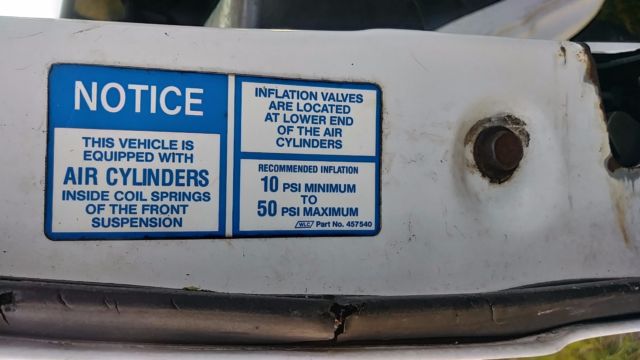 NOTICE
THIS VEHICLE IS
EQUIPPED WITH
AIR CYLINDERS
INSIDE COIL SPRINGS
OF THE FRONT
SUSPENSION
INFLATION VALVES
ARE LOCATED
AT LOWER END
OF THE AIR
CYLINDERS
RECOMMENDED INFLATION
10 PSI MINIMUM
TO
50 PSI MAXIMUM
WLC Part No. 457540